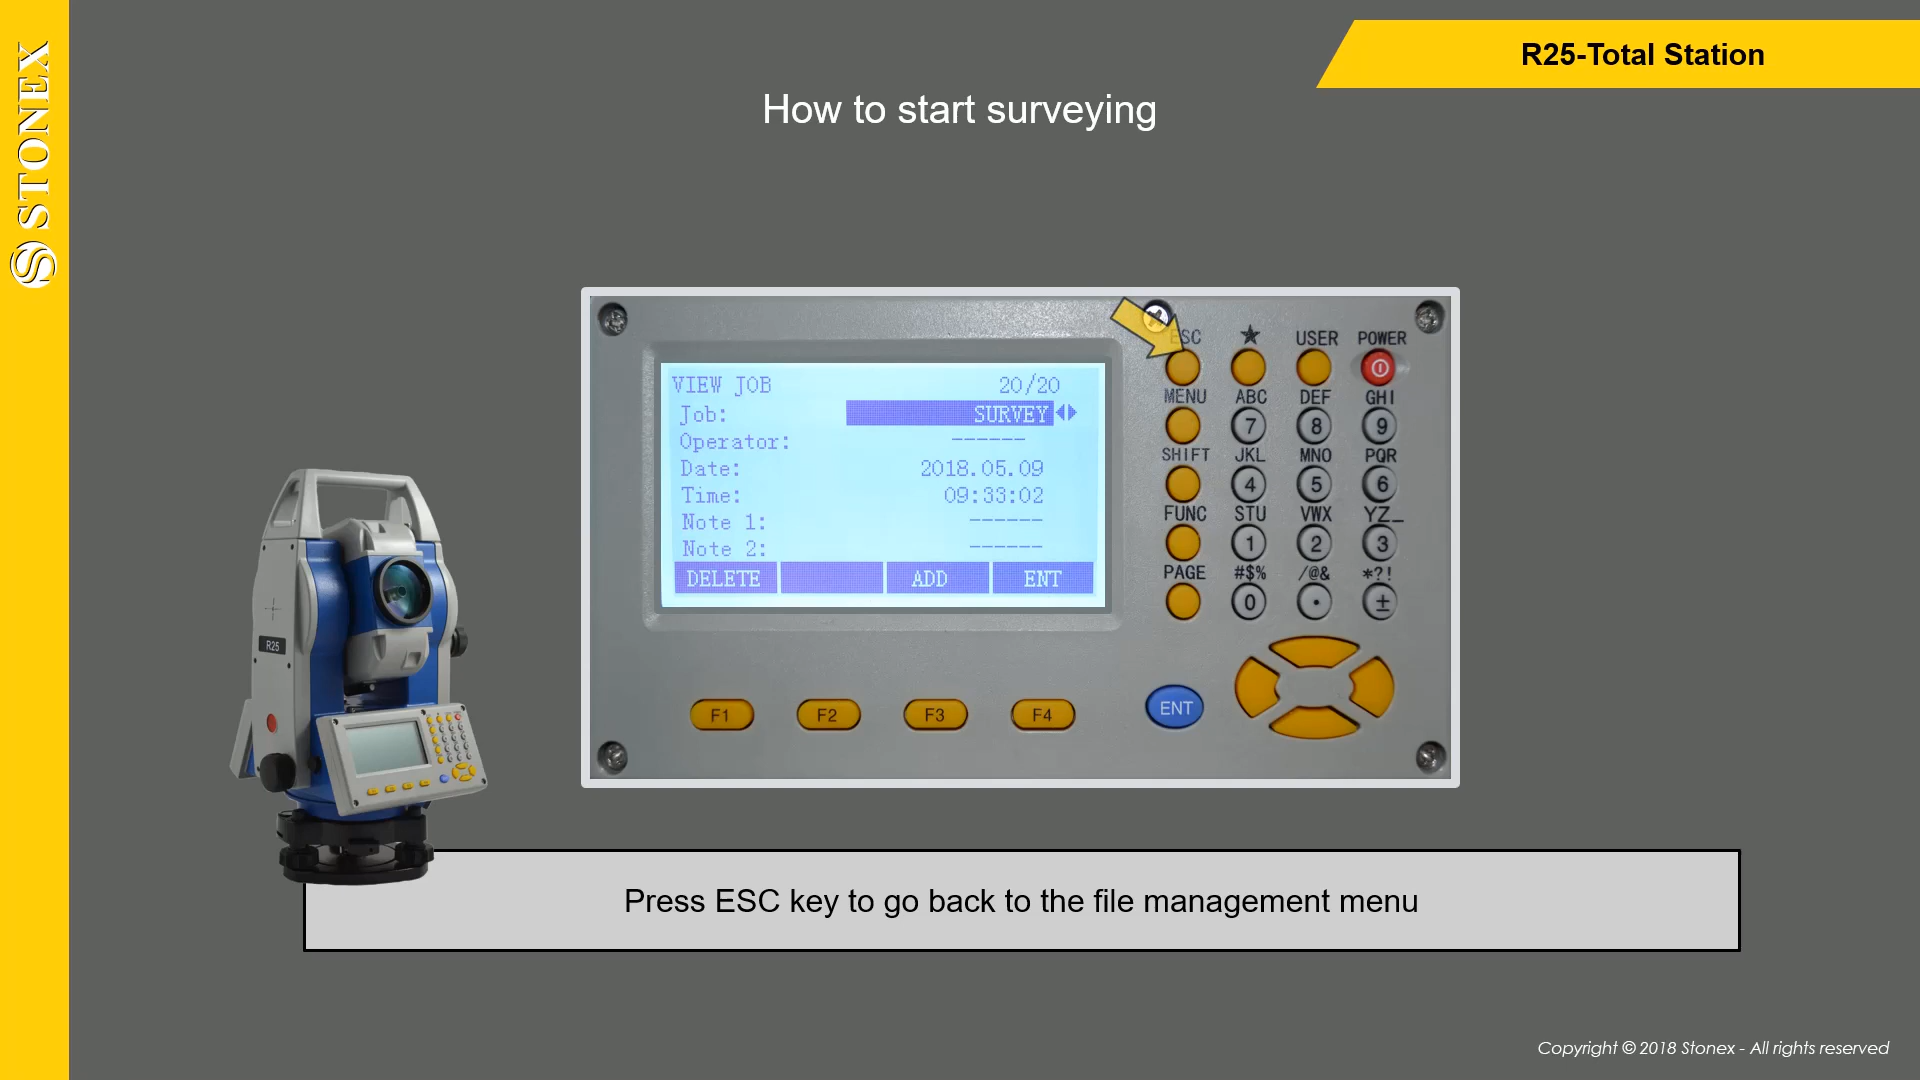 STONEX
R25-Total Station
How to start surveying
ESC ★ USER POWER
VIEW JOB 20/20
Job: SURVEY
Operator: ------
Date: 2018.05.09
Time: 09:33:02
Note 1: ------
Note 2: ------
DELETE ADD ENT
MENU ABC DEF GHI
7 8 9
SHIFT JKL MNO PQR
4 5 6
FUNC STU VWX YZ_
1 2 3
PAGE #$% /@& *?!
0 • ±
F1 F2 F3 F4 ENT
R25
Press ESC key to go back to the file management menu
Copyright © 2018 Stonex - All rights reserved